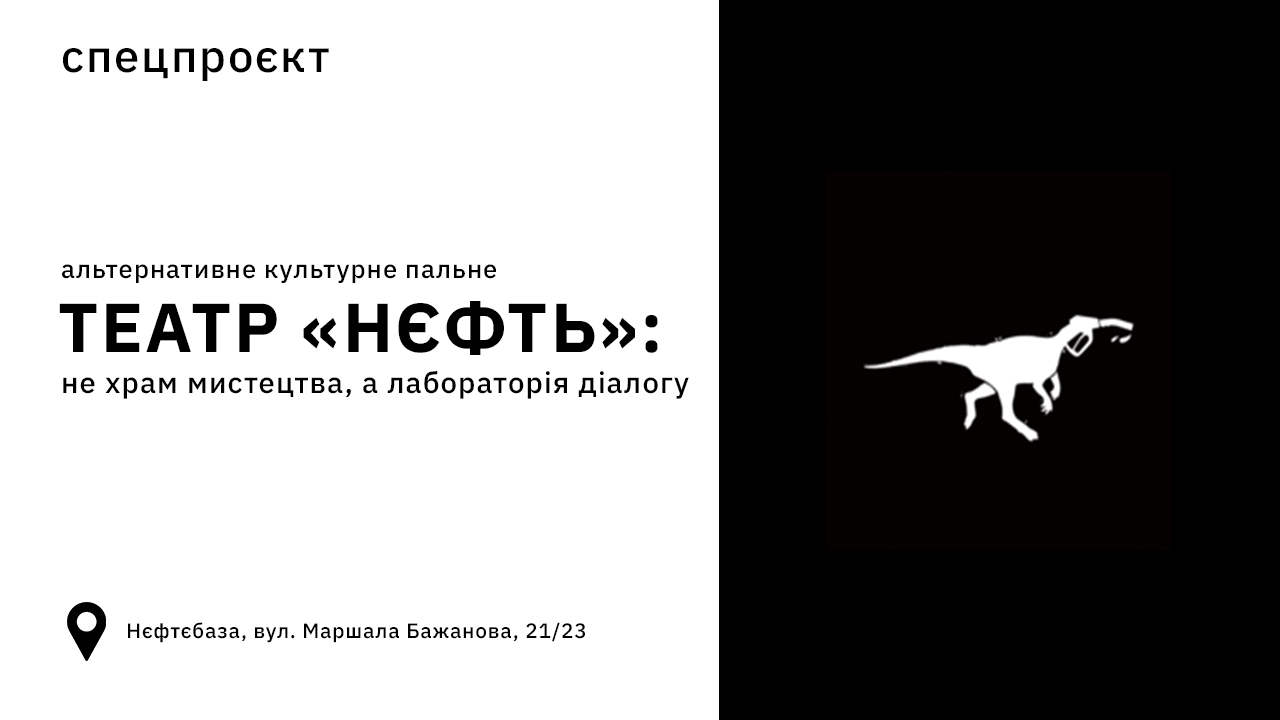 спецпроєкт
альтернативне культурне пальне
ТЕАТР «НЄФТЬ»:
не храм мистецтва, а лабораторія діалогу
Нєфтєбаза, вул. Маршала Бажанова, 21/23